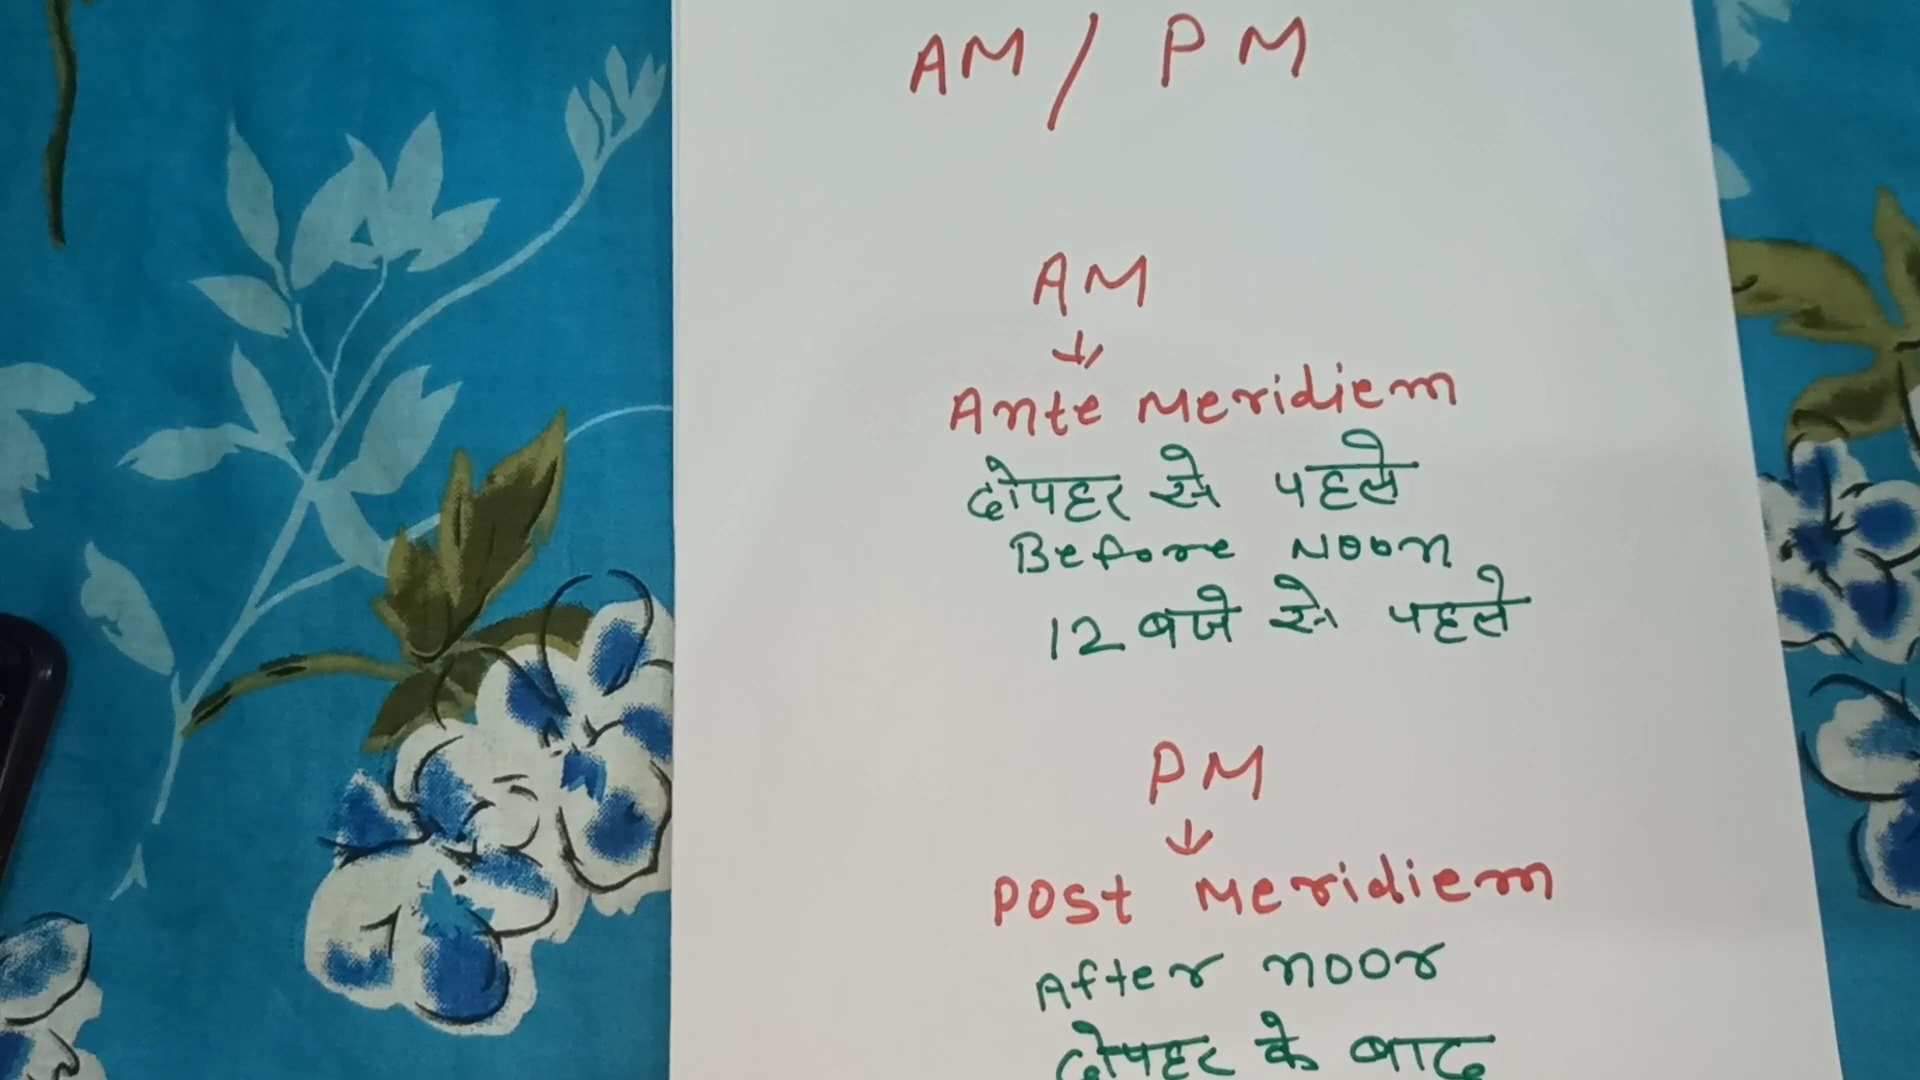 AM / PM
AM
↓
Ante Meridiem
दोपहर से पहले
Before Noon
12 बजे से पहले
PM
↓
Post Meridiem
After noor
दोपहर के बाद